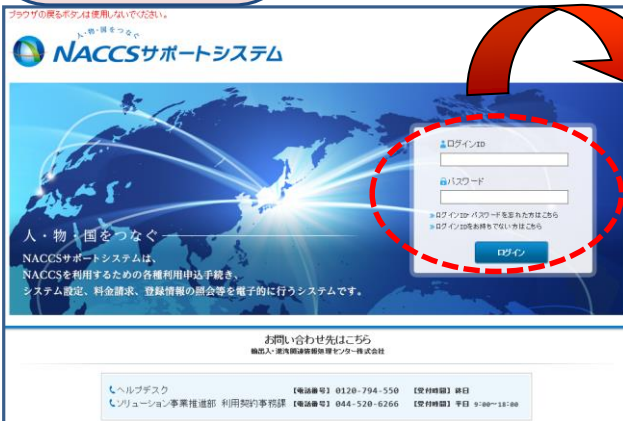 ブラウザの戻るボタンは使用しないでください。
人・物・国をつなぐ
NACCSサポートシステム
ログインID
パスワード
»ログインID・パスワードを忘れた方はこちら
»ログインIDをお持ちでない方はこちら
ログイン
人・物・国をつなぐ
NACCSサポートシステムは、
NACCSを利用するための各種利用申込手続き、
システム設定、料金請求、登録情報の照会等を電子的に行うシステムです。
お問い合わせ先はこちら
輸出入・港湾関連情報処理センター株式会社
ヘルプデスク 【電話番号】 0120-794-550 【受付時間】 終日
ソリューション事業推進部 利用契約事務課 【電話番号】 044-520-6266 【受付時間】 平日 9:00~18:00